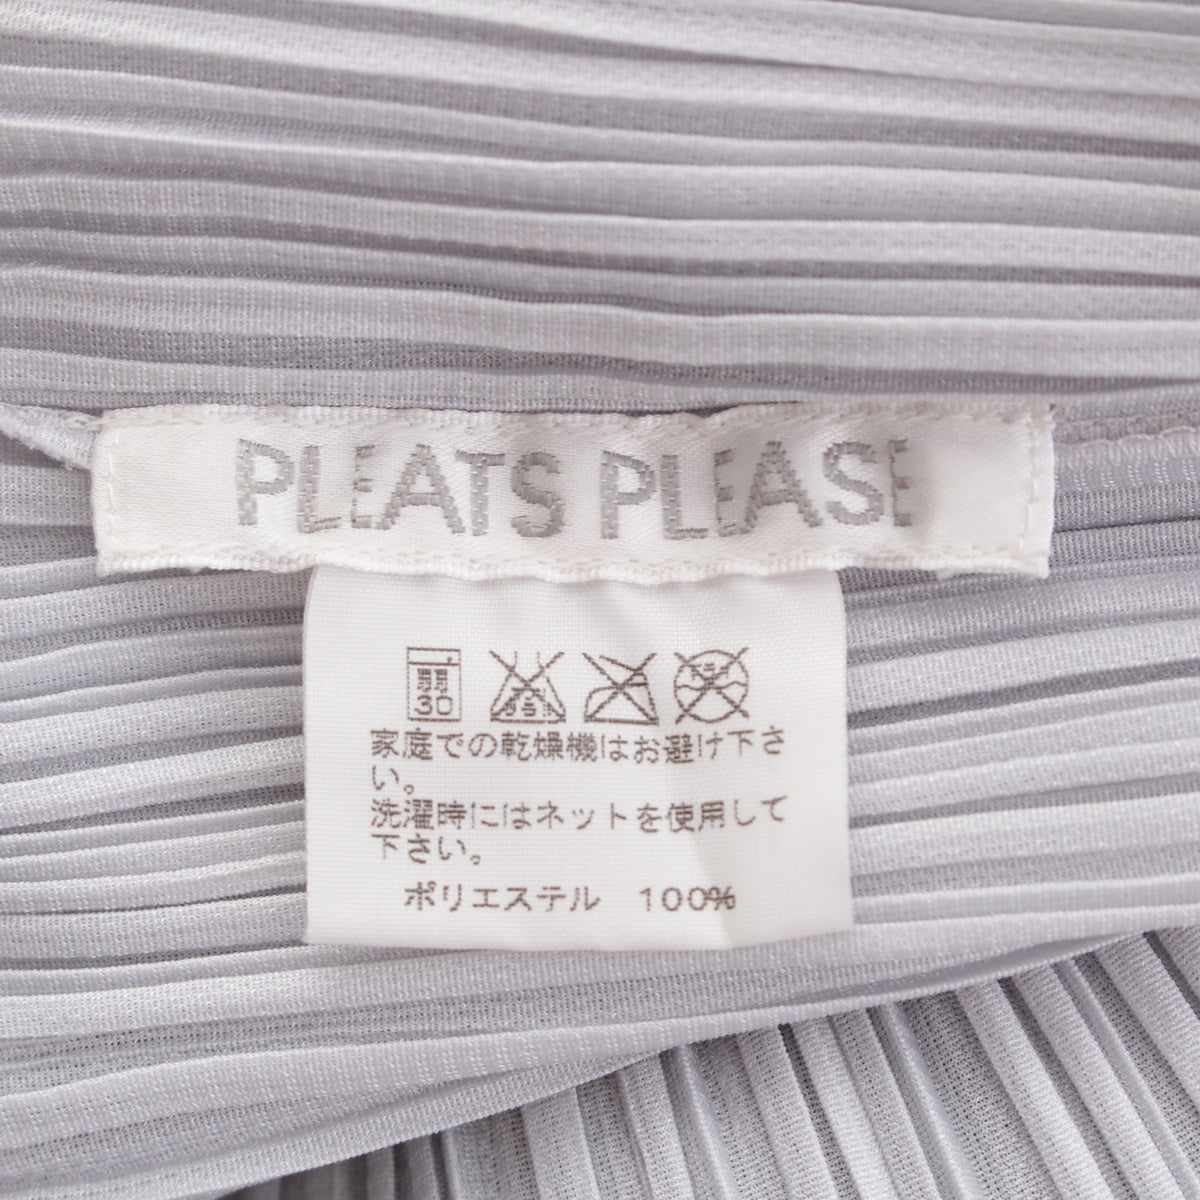 PLEATS PLEASE
弱
30
家庭での乾燥機はお避け下さ
い。
洗濯時にはネットを使用して
下さい。
ポリエステル 100%